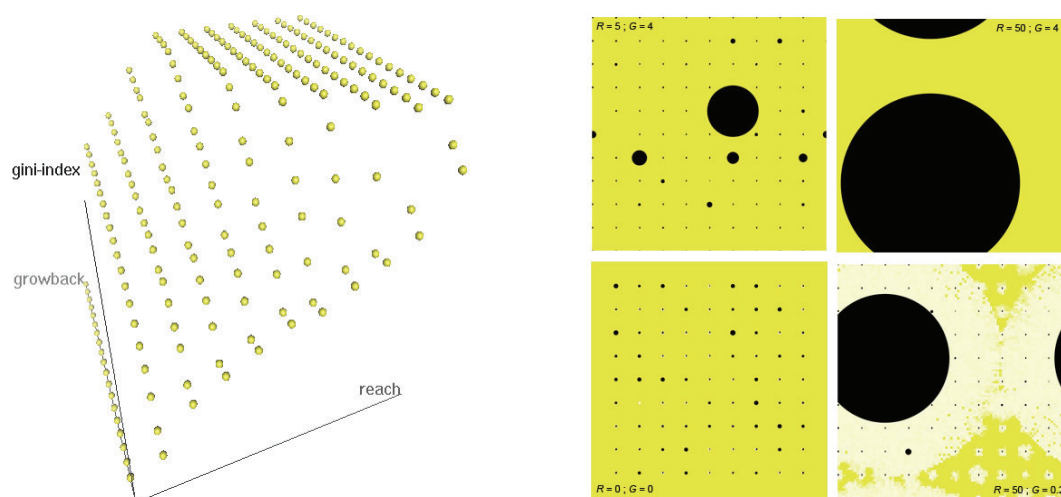 gini-index
growback
reach
R = 5 ; G = 4
R = 50 ; G = 4
R = 0 ; G = 0